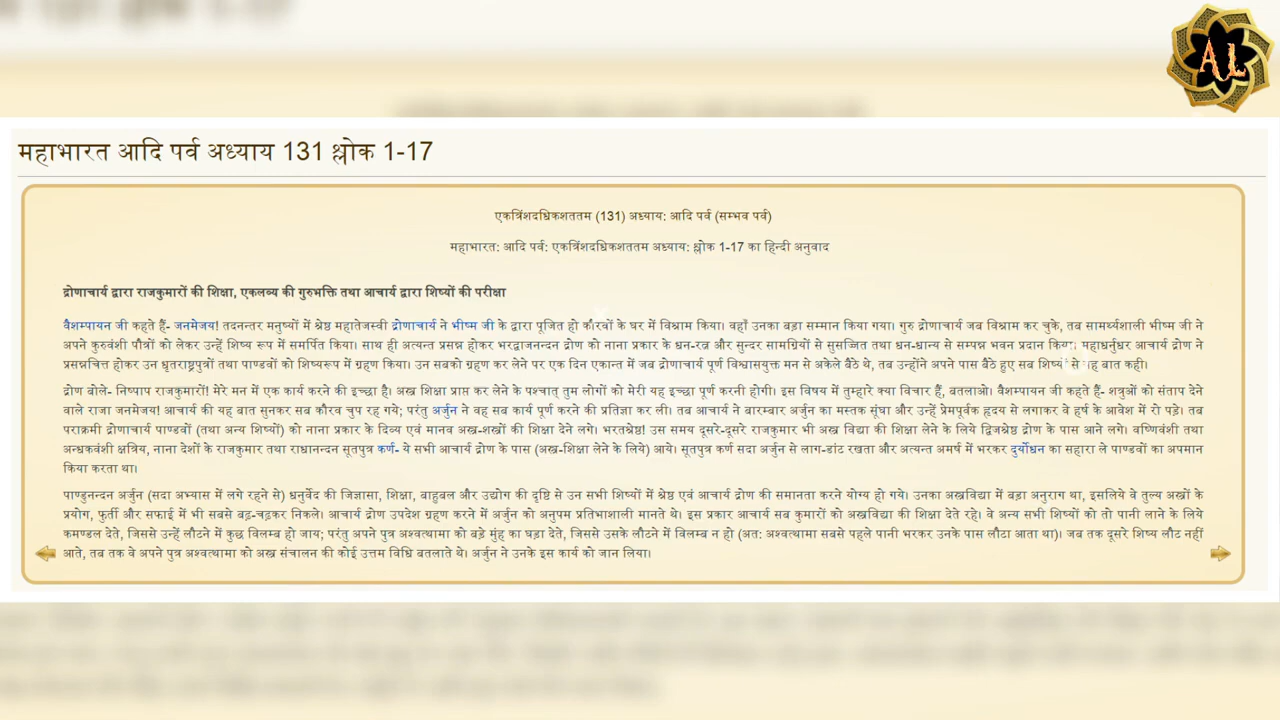 AL
महाभारत आदि पर्व अध्याय 131 श्लोक 1-17
एकत्रिंशदधिकशततम (131) अध्याय: आदि पर्व (सम्भव पर्व)
महाभारत: आदि पर्व: एकत्रिंशदधिकशततम अध्याय: श्लोक 1-17 का हिन्दी अनुवाद
द्रोणाचार्य द्वारा राजकुमारों की शिक्षा, एकलव्य की गुरुभक्ति तथा आचार्य द्वारा शिष्यों की परीक्षा
वैशम्पायन जी कहते हैं- जनमेजय! तदनन्तर मनुष्यों में श्रेष्ठ महातेजस्वी द्रोणाचार्य ने भीष्म जी के द्वारा पूजित हो कौरवों के घर में विश्राम किया। वहाँ उनका बड़ा सम्मान किया गया। गुरु द्रोणाचार्य जब विश्राम कर चुके, तब सामर्थ्यशाली भीष्म जी ने
अपने कुरुवंशी पौत्रों को लेकर उन्हें शिष्य रूप में समर्पित किया। साथ ही अत्यन्त प्रसन्न होकर भरद्वाजनन्दन द्रोण को नाना प्रकार के धन-रत्न और सुन्दर सामग्रियों से सुसज्जित तथा धन-धान्य से सम्पन्न भवन प्रदान किया। महाधर्नुधर आचार्य द्रोण ने
प्रसन्नचित्त होकर उन धृतराष्ट्रपुत्रों तथा पाण्डवों को शिष्यरूप में ग्रहण किया। उन सबको ग्रहण कर लेने पर एक दिन एकान्त में जब द्रोणाचार्य पूर्ण विश्वासयुक्त मन से अकेले बैठे थे, तब उन्होंने अपने पास बैठे हुए सब शिष्यों से यह बात कही।
द्रोण बोले- निष्पाप राजकुमारों! मेरे मन में एक कार्य करने की इच्छा है। अस्त्र शिक्षा प्राप्त कर लेने के पश्चात् तुम लोगों को मेरी यह इच्छा पूर्ण करनी होगी। इस विषय में तुम्हारे क्या विचार हैं, बतलाओ। वैशम्पायन जी कहते हैं- शत्रुओं को संताप देने
वाले राजा जनमेजय! आचार्य की यह बात सुनकर सब कौरव चुप रह गये; परंतु अर्जुन ने वह सब कार्य पूर्ण करने की प्रतिज्ञा कर ली। तब आचार्य ने बारम्बार अर्जुन का मस्तक सूंघा और उन्हें प्रेमपूर्वक हृदय से लगाकर वे हर्ष के आवेश में रो पड़े। तब
पराक्रमी द्रोणाचार्य पाण्डवों (तथा अन्य शिष्यों) को नाना प्रकार के दिव्य एवं मानव अस्त्र-शस्त्रों की शिक्षा देने लगे। भरतश्रेष्ठ! उस समय दूसरे-दूसरे राजकुमार भी अस्त्र विद्या की शिक्षा लेने के लिये द्विजश्रेष्ठ द्रोण के पास आने लगे। वष्णिवंशी तथा
अन्धकवंशी क्षत्रिय, नाना देशों के राजकुमार तथा राधानन्दन सूतपुत्र कर्ण- ये सभी आचार्य द्रोण के पास (अस्त्र-शिक्षा लेने के लिये) आये। सूतपुत्र कर्ण सदा अर्जुन से लाग-डांट रखता और अत्यन्त अमर्ष में भरकर दुर्योधन का सहारा ले पाण्डवों का अपमान
किया करता था।
पाण्डुनन्दन अर्जुन (सदा अभ्यास में लगे रहने से) धनुर्वेद की जिज्ञासा, शिक्षा, बाहुबल और उद्योग की दृष्टि से उन सभी शिष्यों में श्रेष्ठ एवं आचार्य द्रोण की समानता करने योग्य हो गये। उनका अस्त्रविद्या में बड़ा अनुराग था, इसलिये वे तुल्य अस्त्रों के
प्रयोग, फुर्ती और सफाई में भी सबसे बढ़-चढ़कर निकले। आचार्य द्रोण उपदेश ग्रहण करने में अर्जुन को अनुपम प्रतिभाशाली मानते थे। इस प्रकार आचार्य सब कुमारों को अस्त्रविद्या की शिक्षा देते रहे। वे अन्य सभी शिष्यों को तो पानी लाने के लिये
कमण्डल देते, जिससे उन्हें लौटने में कुछ विलम्ब हो जाय; परंतु अपने पुत्र अश्वत्थामा को बड़े मुंह का घड़ा देते, जिससे उसके लौटने में विलम्ब न हो (अत: अश्वत्थामा सबसे पहले पानी भरकर उनके पास लौटा आता था)। जब तक दूसरे शिष्य लौट नहीं
आते, तब तक वे अपने पुत्र अश्वत्थामा को अस्त्र संचालन की कोई उत्तम विधि बतलाते थे। अर्जुन ने उनके इस कार्य को जान लिया।